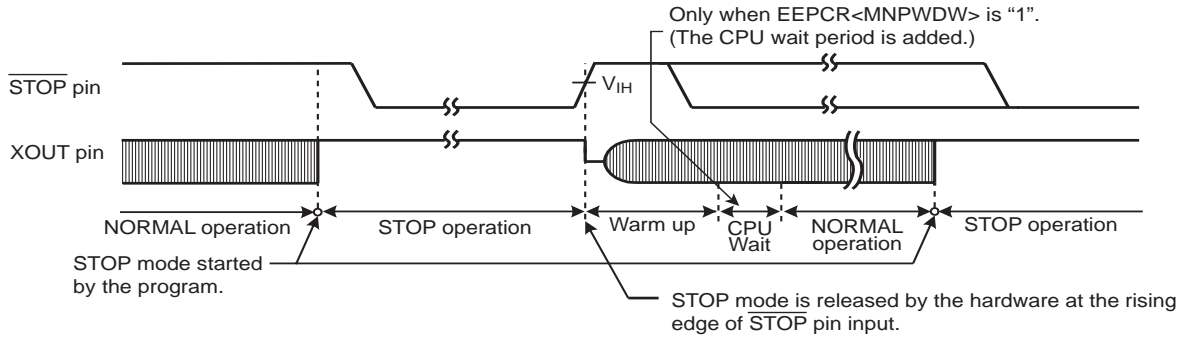 Only when EEPCR<MNPWDW> is “1”.
(The CPU wait period is added.)
STOP pin
VIH
XOUT pin
NORMAL operation
STOP operation
Warm up
CPU
Wait
NORMAL
operation
STOP operation
STOP mode started
by the program.
STOP mode is released by the hardware at the rising
edge of STOP pin input.